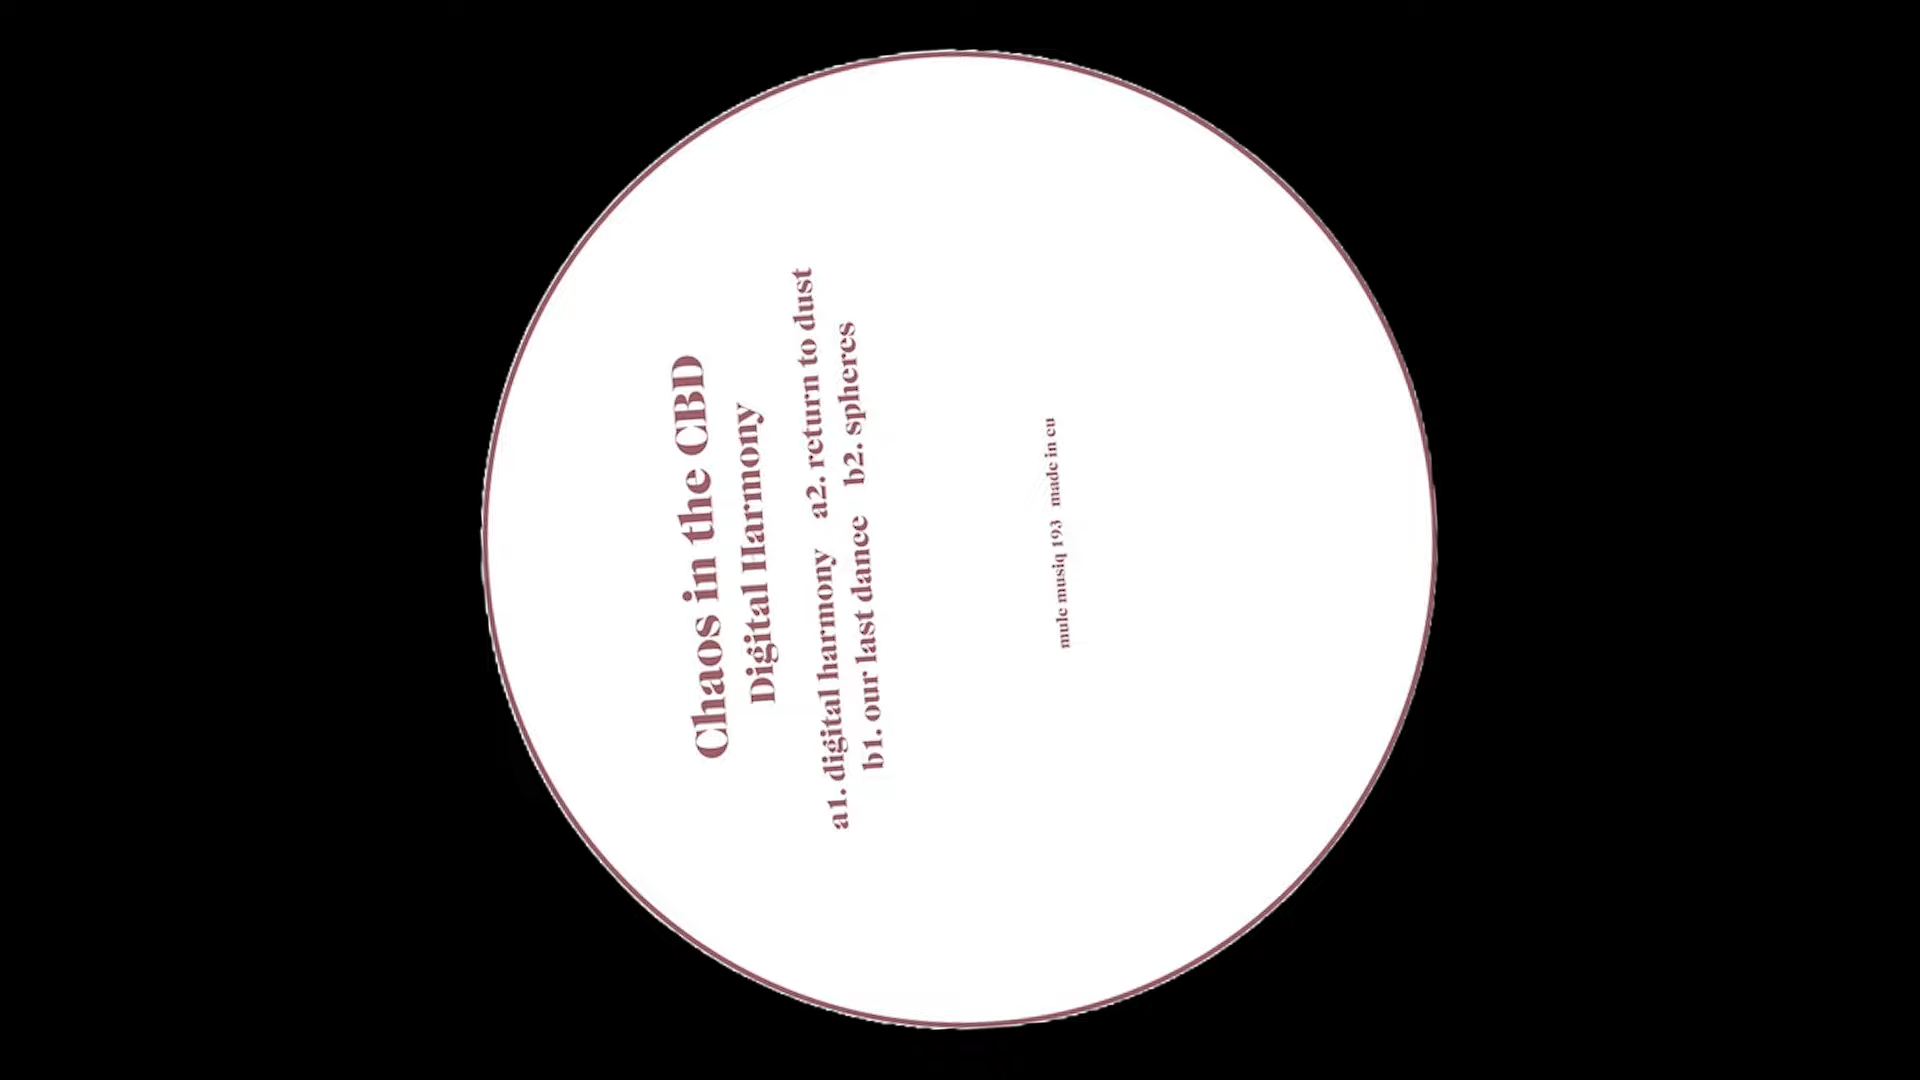 Chaos in the CBD
Digital Harmony
a1. digital harmony a2. return to dust
b1. our last dance b2. spheres
mule musiq 193 made in eu